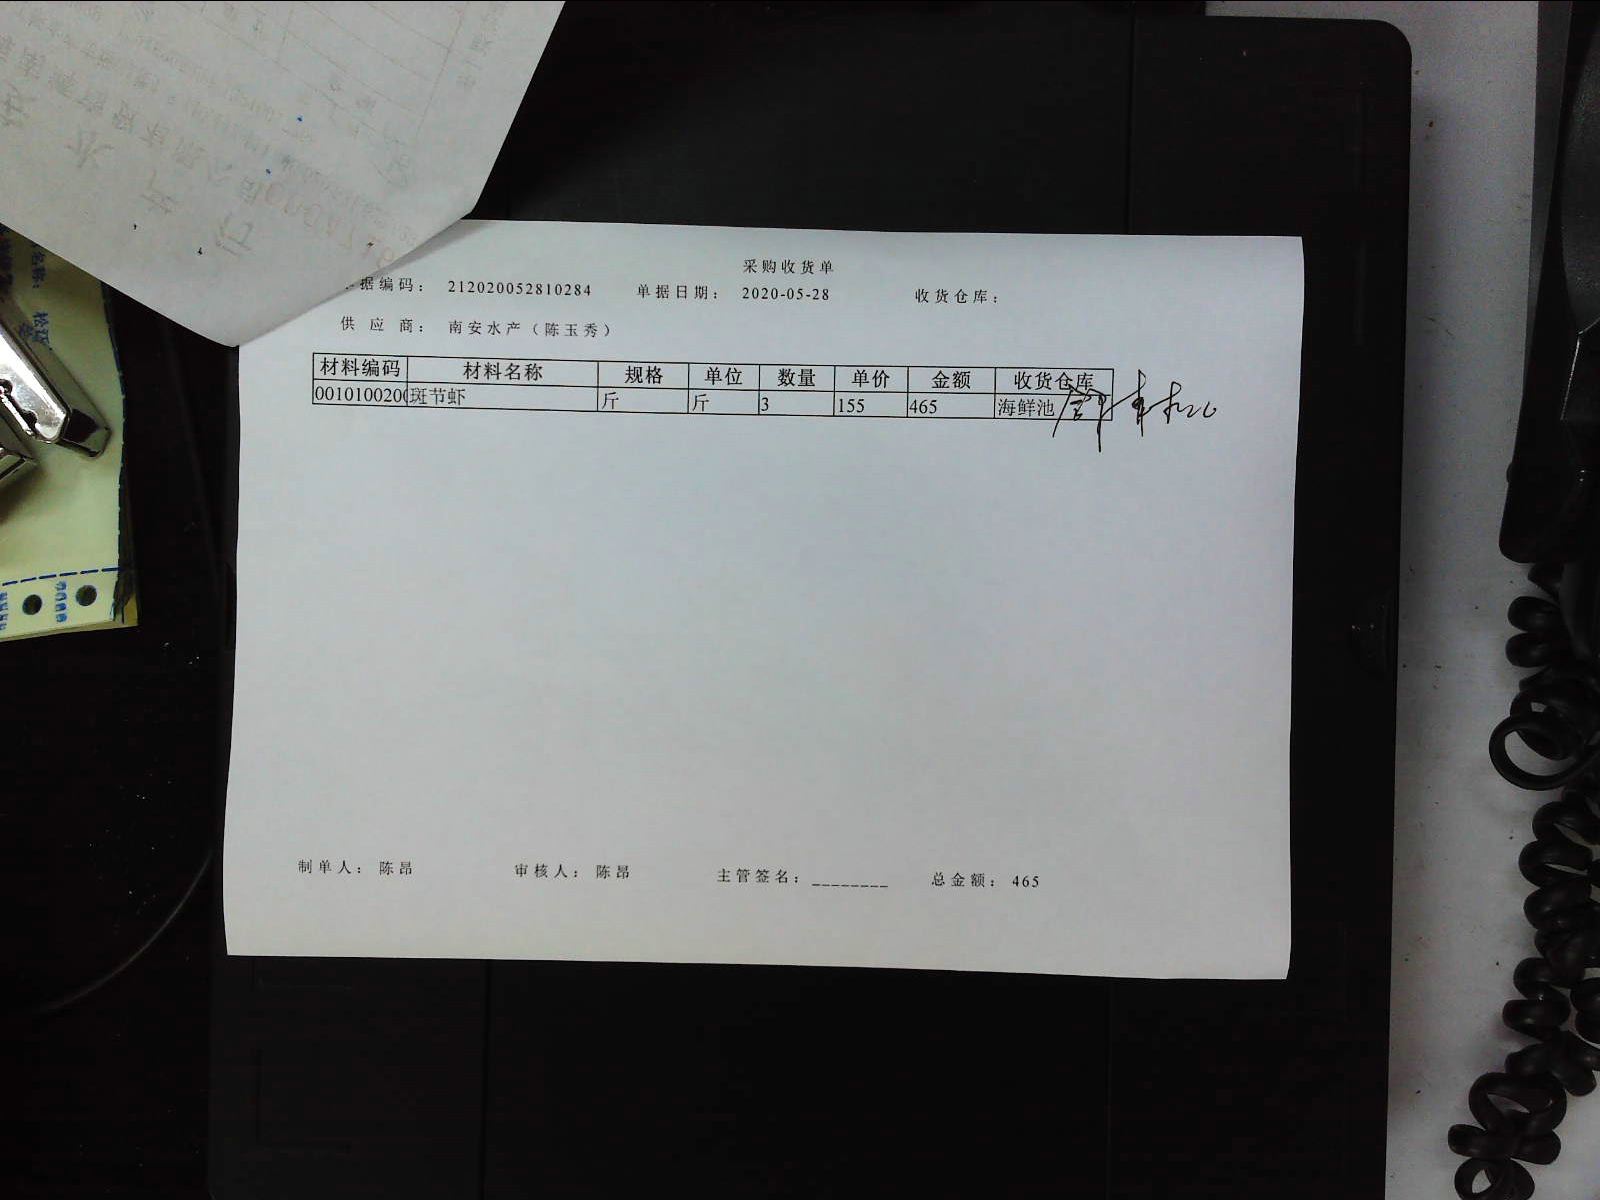 采购收货单
据编码： 212020052810284 单据日期： 2020-05-28 收货仓库：
供 应 商： 南安水产（陈玉秀）
材料编码 材料名称 规格 单位 数量 单价 金额 收货仓库
0010100200 斑节虾 斤 斤 3 155 465 海鲜池
制单人： 陈昂 审核人： 陈昂 主管签名：________ 总金额： 465